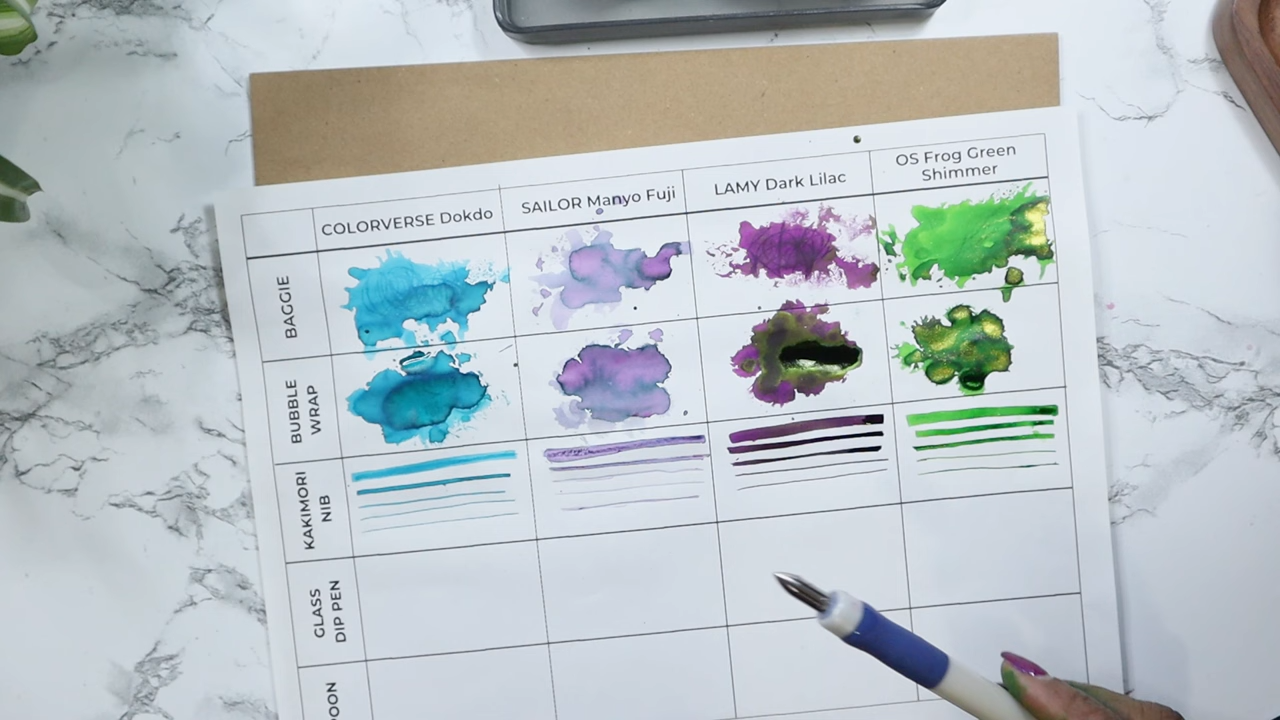 COLORVERSE Dokdo
SAILOR Manyo Fuji
LAMY Dark Lilac
OS Frog Green
Shimmer
BAGGIE
BUBBLE
WRAP
KAKIMORI
NIB
GLASS
DIP PEN
OON